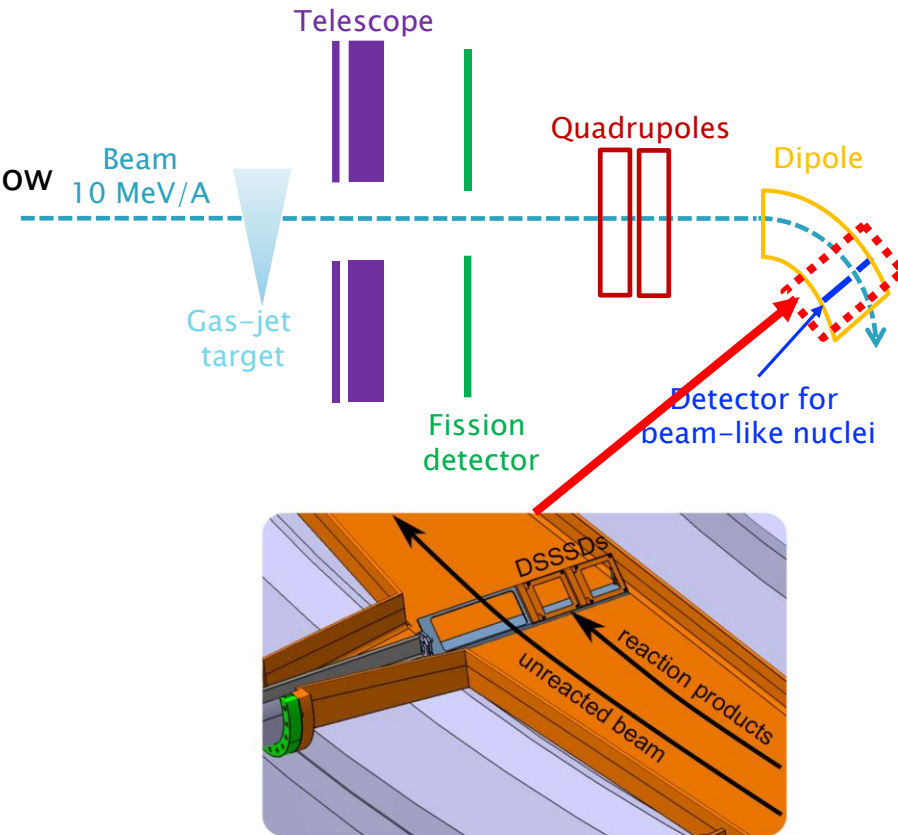 Telescope
Quadrupoles
Dipole
ow
Beam
10 MeV/A
Gas-jet
target
Fission
detector
Detector for
beam-like nuclei
DSSSDs
reaction products
unreacted beam